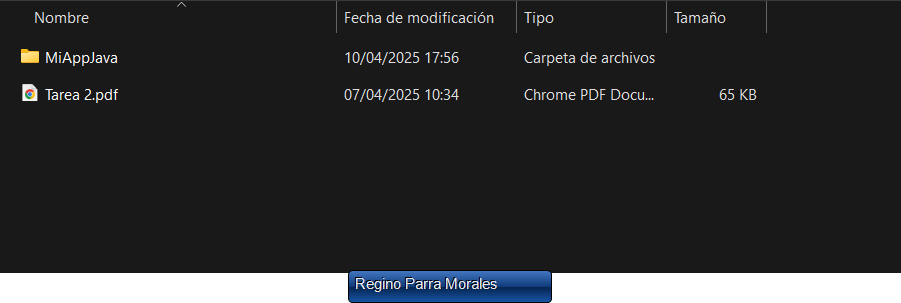 Nombre Fecha de modificación Tipo Tamaño
MiAppJava 10/04/2025 17:56 Carpeta de archivos
Tarea 2.pdf 07/04/2025 10:34 Chrome PDF Docu... 65 KB
Regino Parra Morales